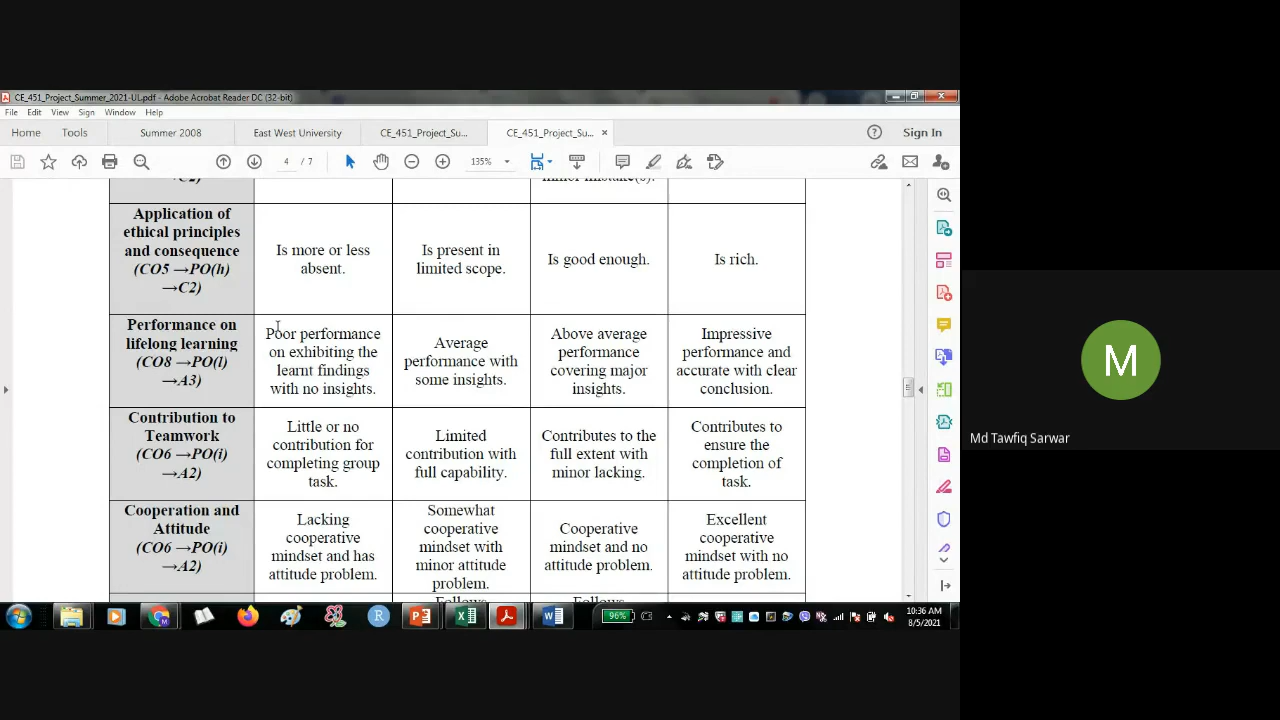 CE_451_Project_Summer_2021-UL.pdf - Adobe Acrobat Reader DC (32-bit)
File Edit View Sign Window Help
Home Tools Summer 2008 East West University CE_451_Project_Su... CE_451_Project_Su... × Sign In
4 / 7 135%
minor mistake(s).
Application of
ethical principles
and consequence
(CO5 →PO(h)
→C2)
Is more or less
absent.
Is present in
limited scope.
Is good enough.
Is rich.
Performance on
lifelong learning
(CO8 →PO(l)
→A3)
Poor performance
on exhibiting the
learnt findings
with no insights.
Average
performance with
some insights.
Above average
performance
covering major
insights.
Impressive
performance and
accurate with clear
conclusion.
Contribution to
Teamwork
(CO6 →PO(i)
→A2)
Little or no
contribution for
completing group
task.
Limited
contribution with
full capability.
Contributes to the
full extent with
minor lacking.
Contributes to
ensure the
completion of
task.
Cooperation and
Attitude
(CO6 →PO(i)
→A2)
Lacking
cooperative
mindset and has
attitude problem.
Somewhat
cooperative
mindset with
minor attitude
problem.
Cooperative
mindset and no
attitude problem.
Excellent
cooperative
mindset with no
attitude problem.
Follows
Follows
96%
10:36 AM
8/5/2021
M
Md Tawfiq Sarwar